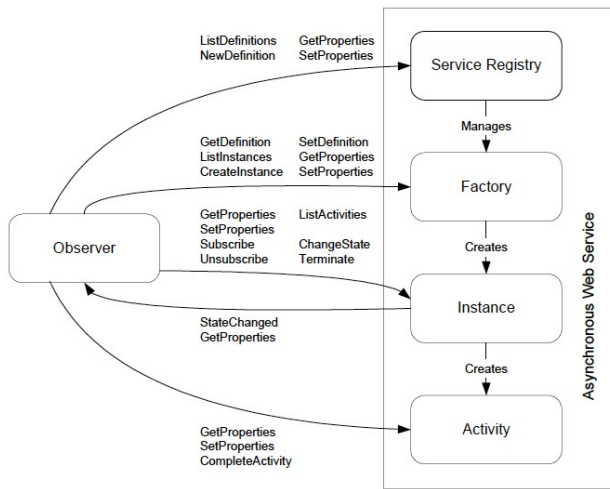 ListDefinitions GetProperties
NewDefinition SetProperties
Service Registry
Manages
GetDefinition SetDefinition
ListInstances GetProperties
CreateInstance SetProperties
Factory
Observer
GetProperties ListActivities
SetProperties
Subscribe ChangeState
Unsubscribe Terminate
Creates
Instance
StateChanged
GetProperties
Creates
Activity
GetProperties
SetProperties
CompleteActivity
Asynchronous Web Service